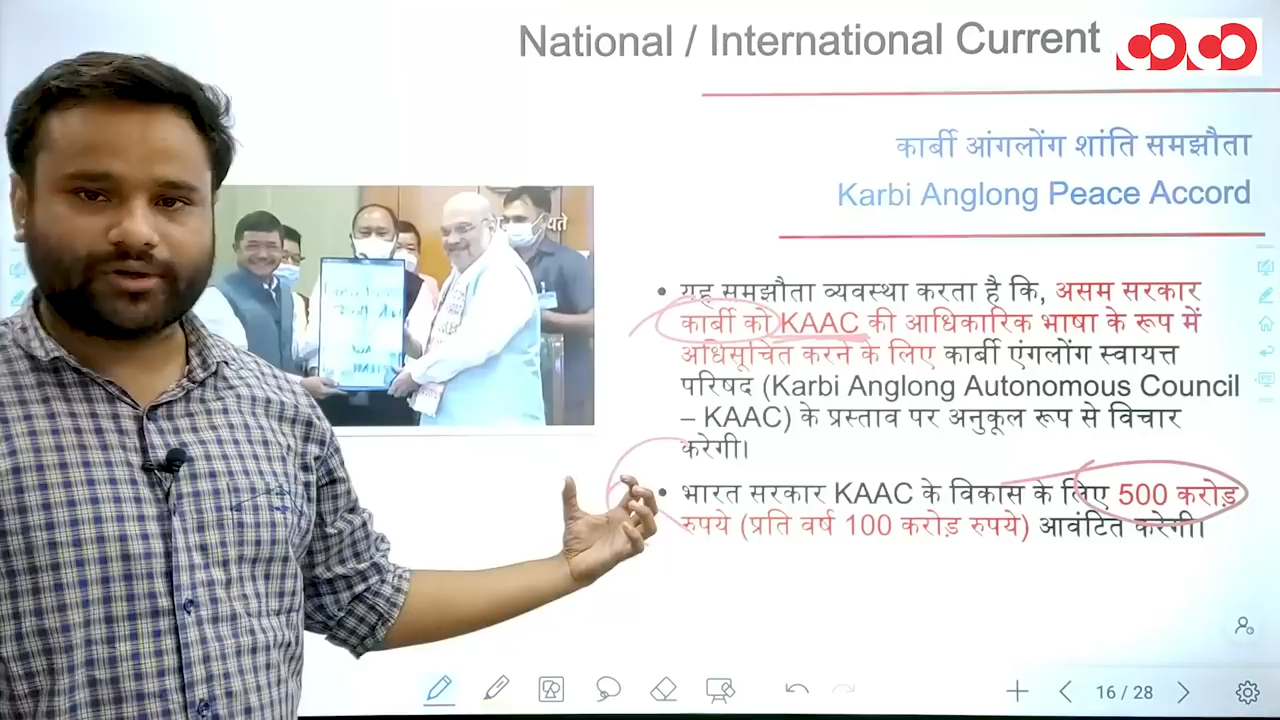 National / International Current
कार्बी आंगलोंग शांति समझौता
Karbi Anglong Peace Accord
• यह समझौता व्यवस्था करता है कि, असम सरकार
कार्बी को KAAC की आधिकारिक भाषा के रूप में
अधिसूचित करने के लिए कार्बी एंगलोंग स्वायत्त
परिषद (Karbi Anglong Autonomous Council
– KAAC) के प्रस्ताव पर अनुकूल रूप से विचार
करेगी।
• भारत सरकार KAAC के विकास के लिए 500 करोड़
रुपये (प्रति वर्ष 100 करोड़ रुपये) आवंटित करेगी।
16 / 28